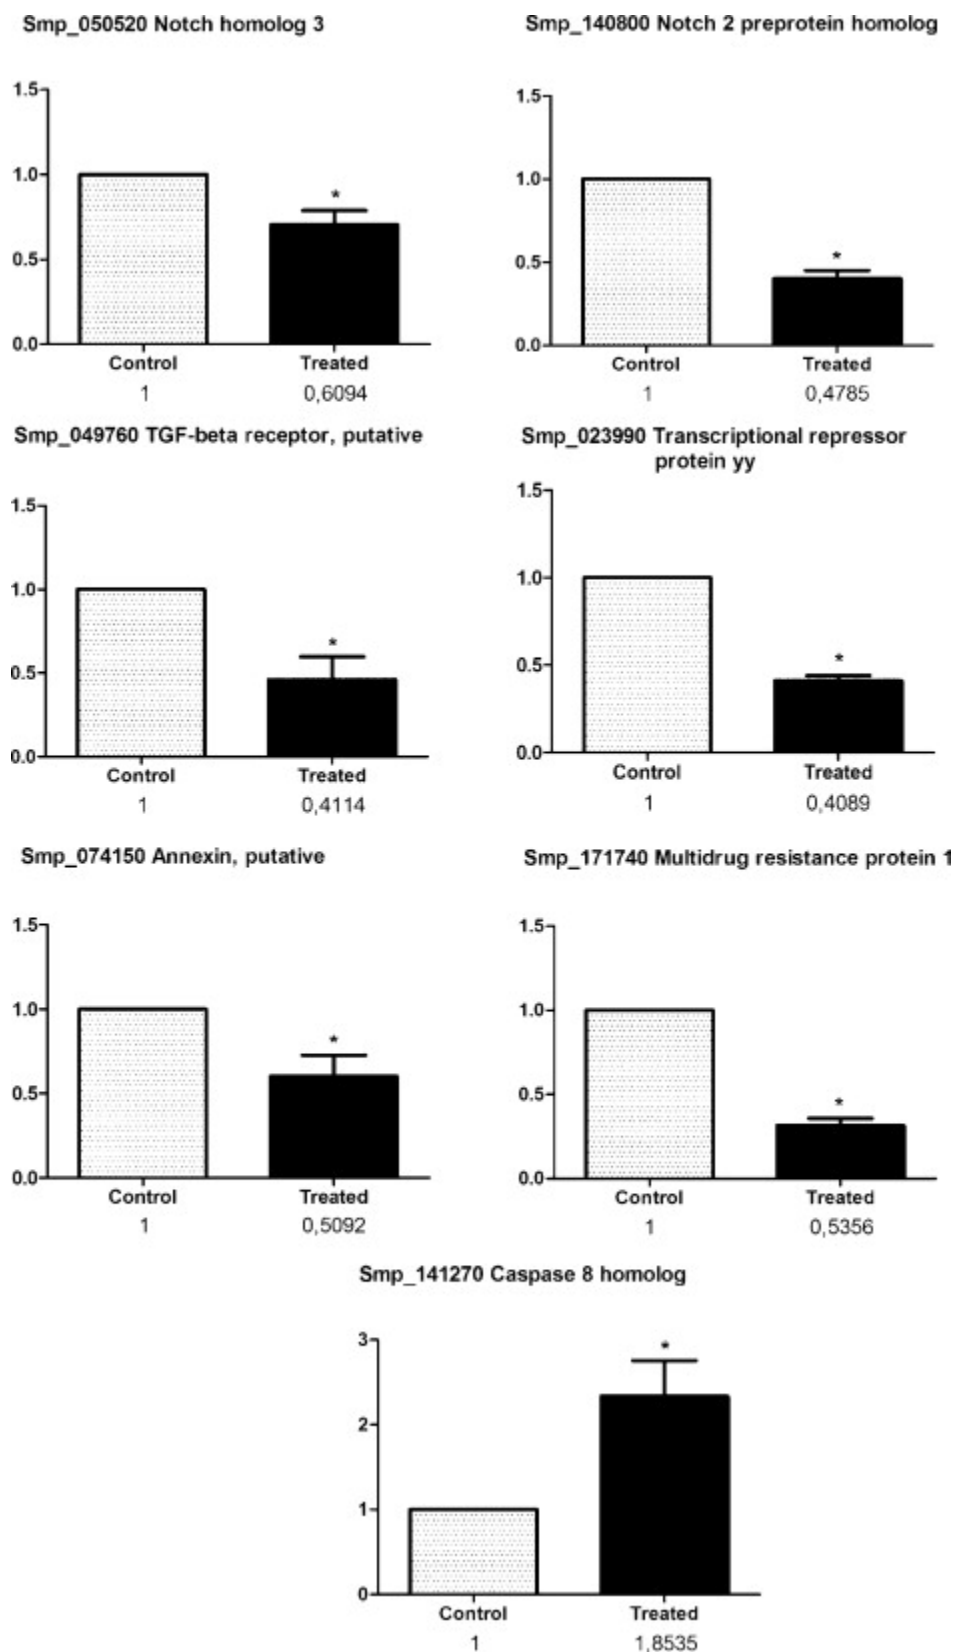 Smp_050520 Notch homolog 3
1.5
1.0
*
0.5
0.0
Control Treated
1 0,6094
Smp_140800 Notch 2 preprotein homolog
1.5
1.0
0.5
*
0.0
Control Treated
1 0,4785
Smp_049760 TGF-beta receptor, putative
1.5
1.0
*
0.5
0.0
Control Treated
1 0,4114
Smp_023990 Transcriptional repressor
protein yy
1.5
1.0
0.5
*
0.0
Control Treated
1 0,4089
Smp_074150 Annexin, putative
1.5
1.0
*
0.5
0.0
Control Treated
1 0,5092
Smp_171740 Multidrug resistance protein 1
1.5
1.0
0.5
*
0.0
Control Treated
1 0,5356
Smp_141270 Caspase 8 homolog
3
*
2
1
0
Control Treated
1 1,8535